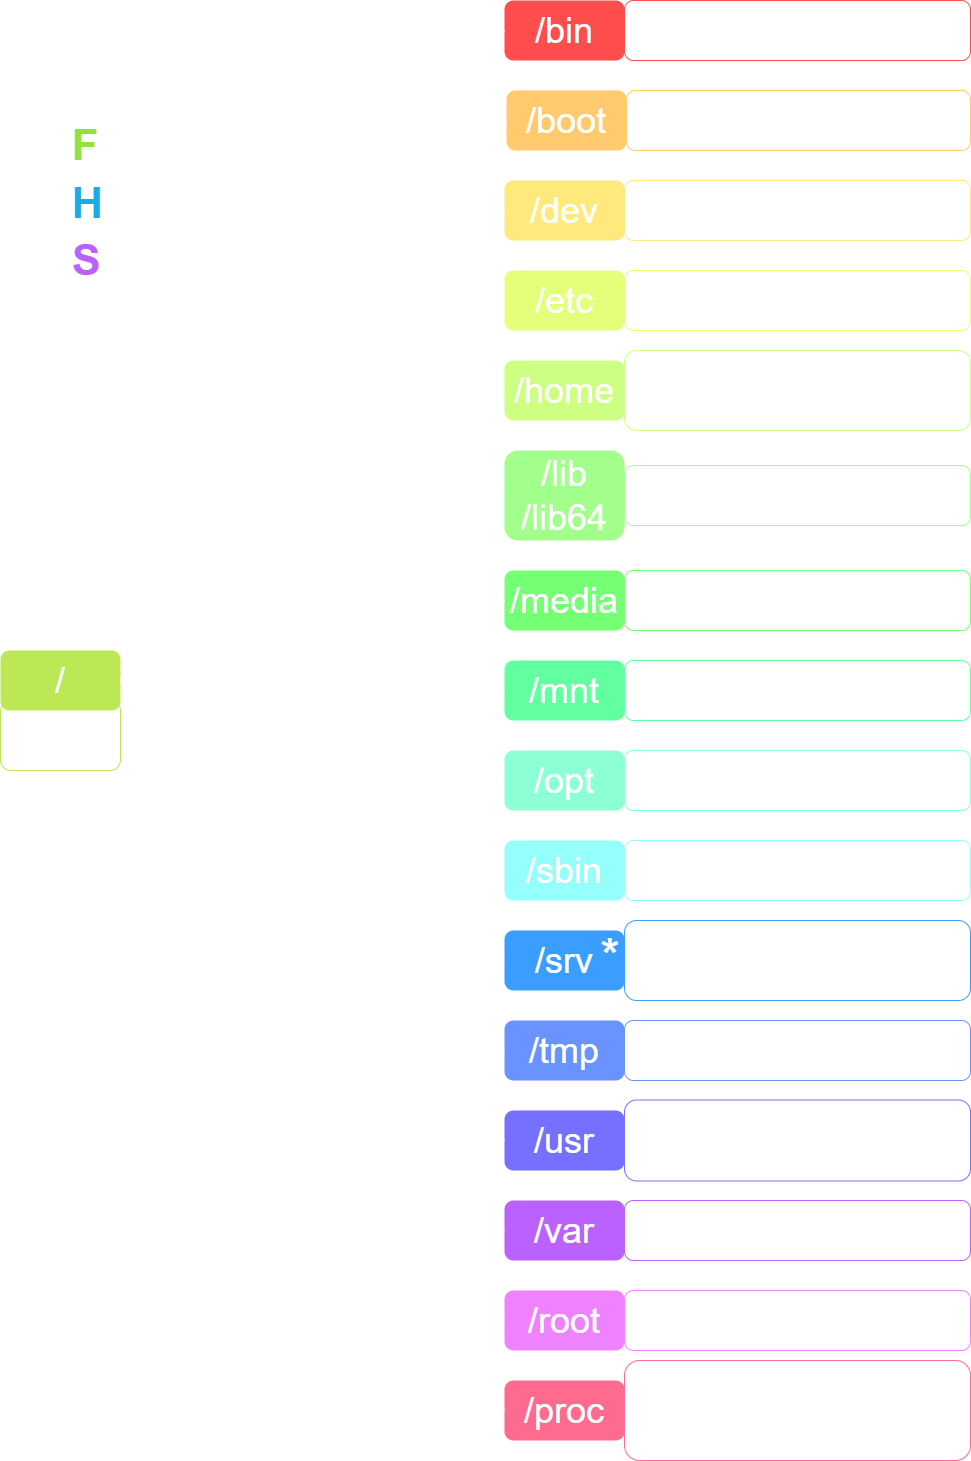 F
H
S
/
/bin
/boot
/dev
/etc
/home
/lib
/lib64
/media
/mnt
/opt
/sbin
/srv *
/tmp
/usr
/var
/root
/proc